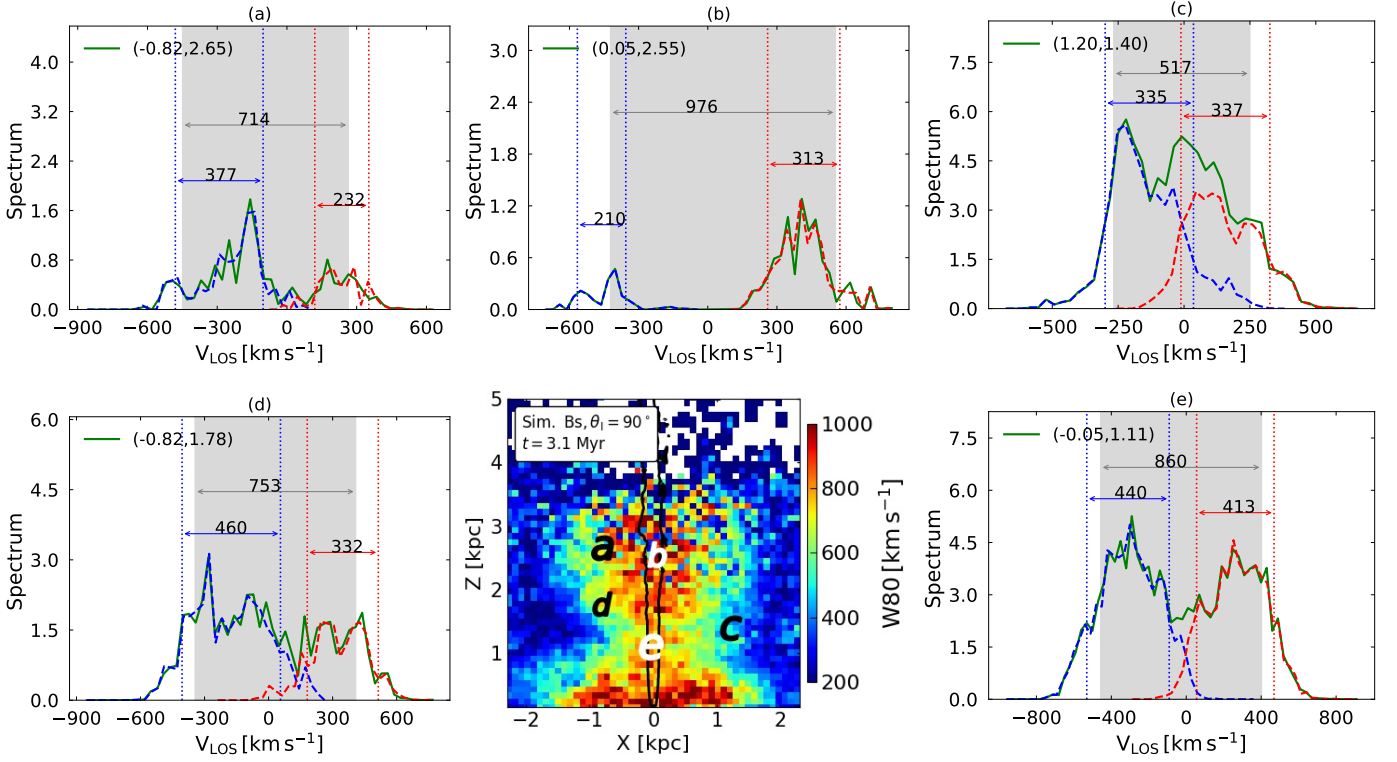 (a)
(-0.82,2.65)
714
377
232
Spectrum
4.0
3.2
2.4
1.6
0.8
0.0
−900 −600 −300 0 300 600
V_LOS [km s⁻¹]
(b)
(0.05,2.55)
976
313
210
Spectrum
3.0
2.4
1.8
1.2
0.6
0.0
−600 −300 0 300 600
V_LOS [km s⁻¹]
(c)
(1.20,1.40)
517
335
337
Spectrum
7.5
6.0
4.5
3.0
1.5
0.0
−500 −250 0 250 500
V_LOS [km s⁻¹]
(d)
(-0.82,1.78)
753
460
332
Spectrum
6.0
4.5
3.0
1.5
0.0
−900 −600 −300 0 300 600
V_LOS [km s⁻¹]
Sim. Bs, θ_I = 90°
t = 3.1 Myr
a
b
d
c
e
Z [kpc]
5
4
3
2
1
−2 −1 0 1 2
X [kpc]
1000
800
600
400
200
W80 [km s⁻¹]
(e)
(-0.05,1.11)
860
440
413
Spectrum
7.5
6.0
4.5
3.0
1.5
0.0
−800 −400 0 400 800
V_LOS [km s⁻¹]